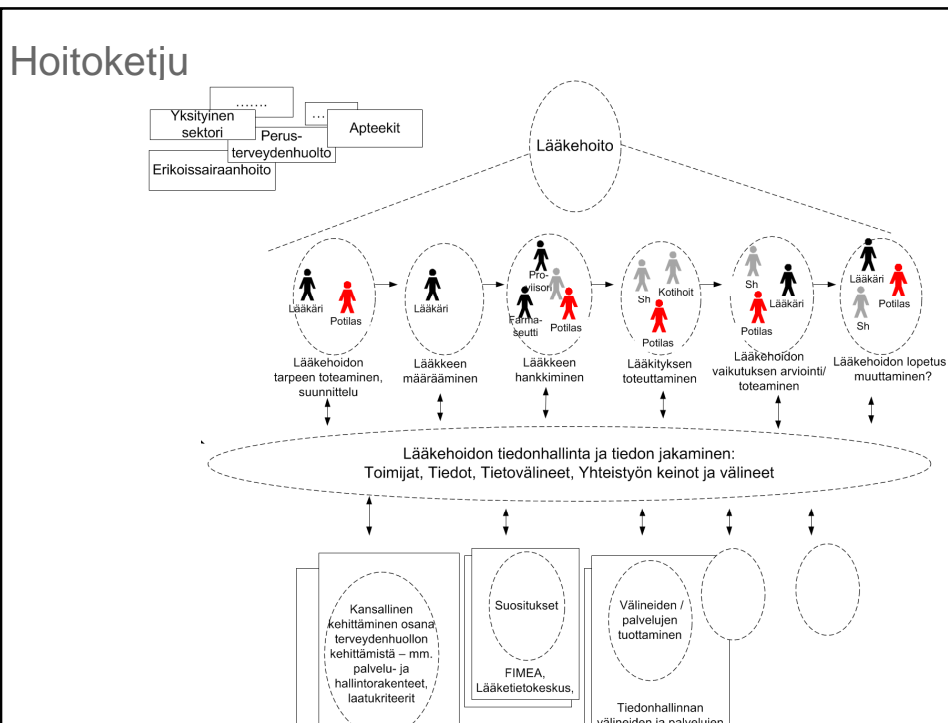 Hoitoketju
…….
Yksityinen
sektori
…
Apteekit
Perus-
terveydenhuolto
Erikoissairaanhoito
Lääkehoito
Lääkäri
Potilas
Lääkehoidon
tarpeen toteaminen,
suunnittelu
Lääkäri
Lääkkeen
määrääminen
Pro-
viisori
Farma-
seutti
Potilas
Lääkkeen
hankkiminen
Sh
Kotihoit
Potilas
Lääkityksen
toteuttaminen
Sh
Lääkäri
Potilas
Lääkehoidon
vaikutuksen arviointi/
toteaminen
Lääkäri
Potilas
Sh
Lääkehoidon lopetus
muuttaminen?
Lääkehoidon tiedonhallinta ja tiedon jakaminen:
Toimijat, Tiedot, Tietovälineet, Yhteistyön keinot ja välineet
Kansallinen
kehittäminen osana
terveydenhuollon
kehittämistä – mm.
palvelu- ja
hallintorakenteet,
laatukriteerit
Suositukset
FIMEA,
Lääketietokeskus,
Välineiden /
palvelujen
tuottaminen
Tiedonhallinnan
välineiden ja palvelujen